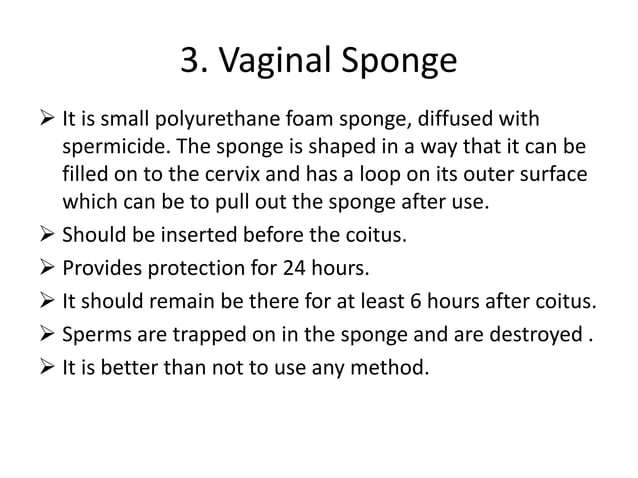 3. Vaginal Sponge
➢ It is small polyurethane foam sponge, diffused with
spermicide. The sponge is shaped in a way that it can be
filled on to the cervix and has a loop on its outer surface
which can be to pull out the sponge after use.
➢ Should be inserted before the coitus.
➢ Provides protection for 24 hours.
➢ It should remain be there for at least 6 hours after coitus.
➢ Sperms are trapped on in the sponge and are destroyed .
➢ It is better than not to use any method.